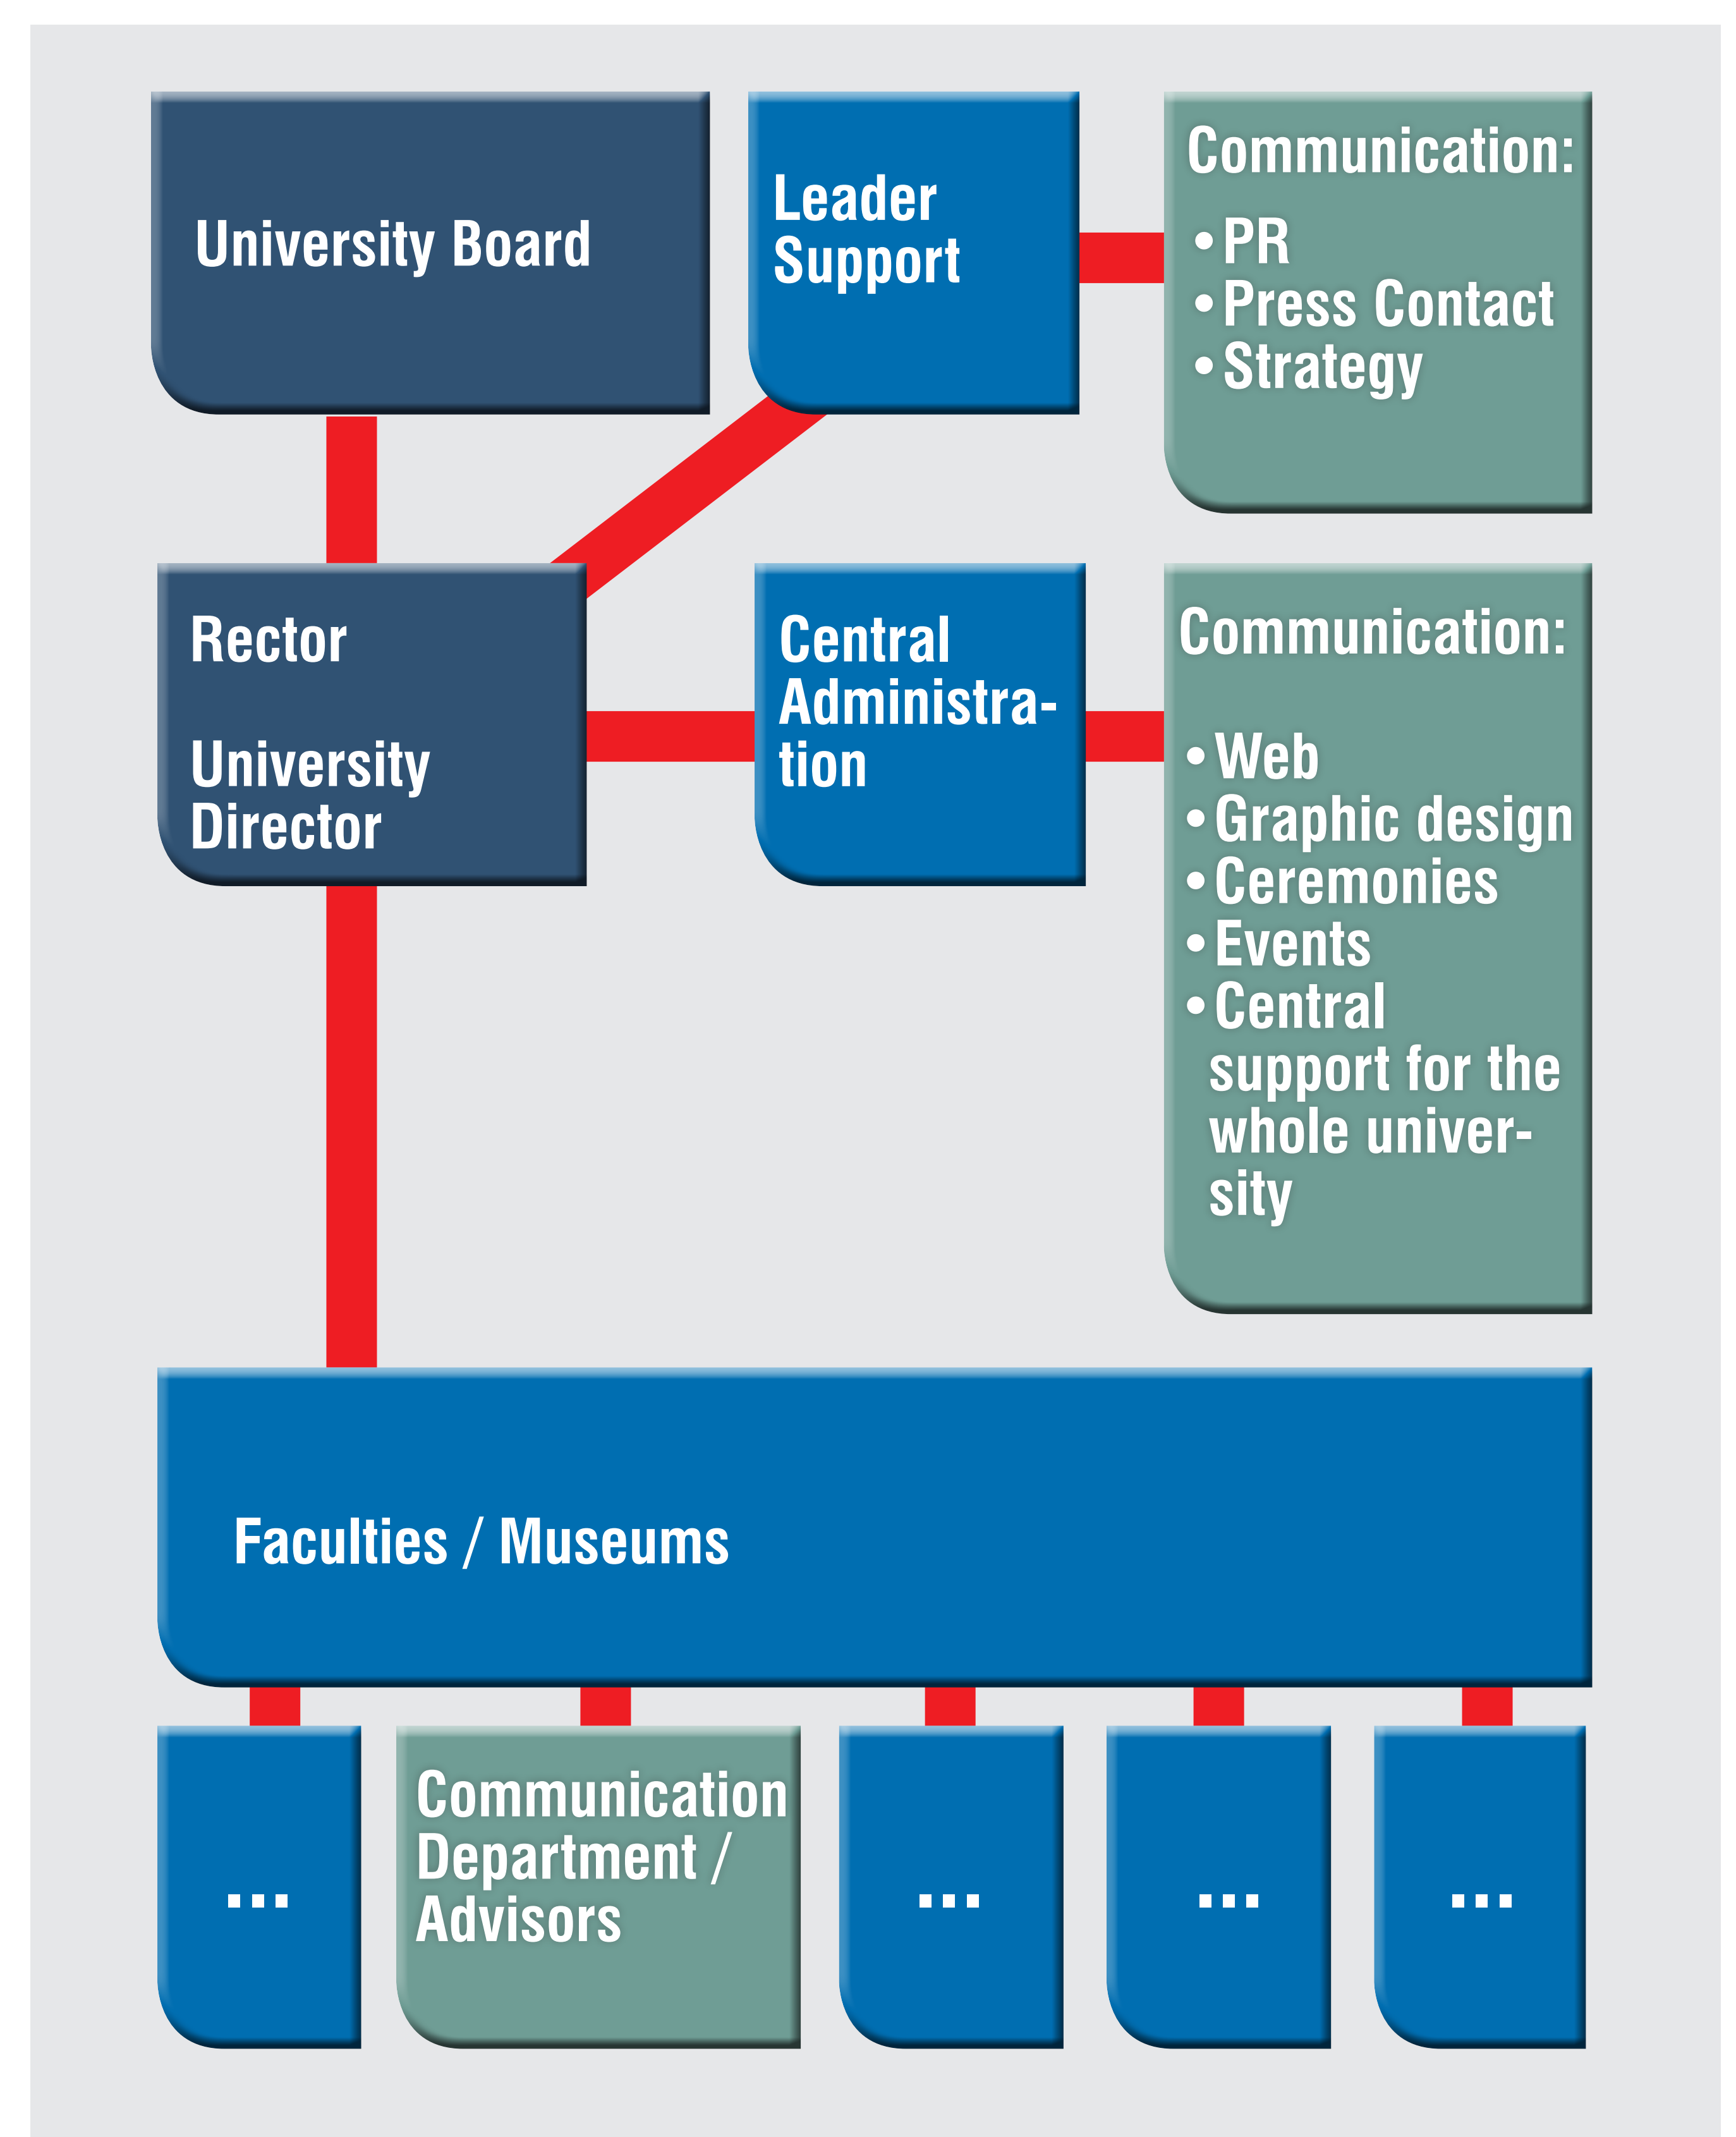 University Board
Leader
Support
Communication:
• PR
• Press Contact
• Strategy
Rector
University
Director
Central
Administra-
tion
Communication:
• Web
• Graphic design
• Ceremonies
• Events
• Central
support for the
whole univer-
sity
Faculties / Museums
...
Communication
Department /
Advisors
...
...
...